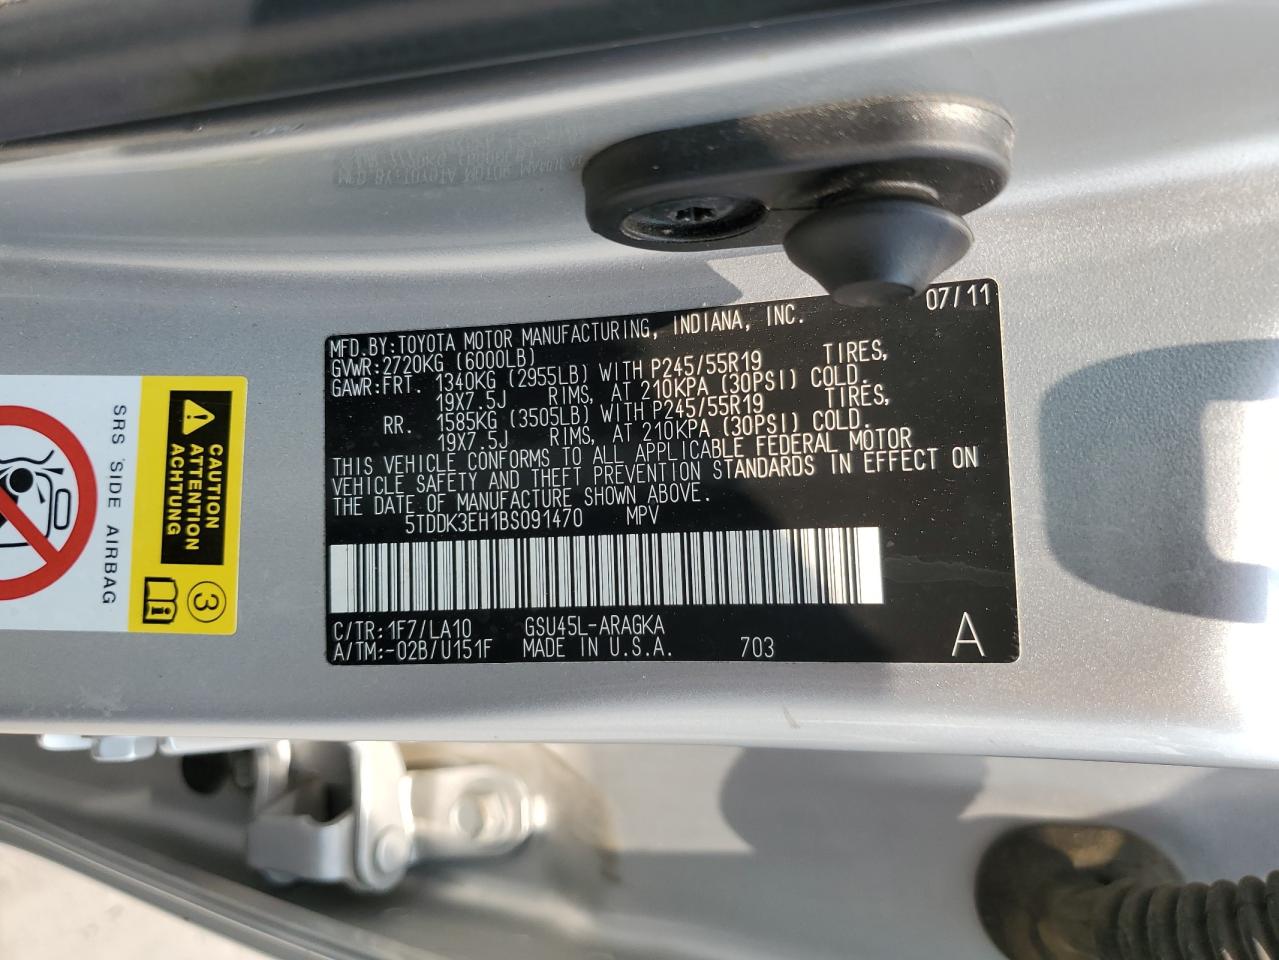 07/11
MFD.BY:TOYOTA MOTOR MANUFACTURING, INDIANA, INC.
GVWR:2720KG (6000LB)
GAWR:FRT. 1340KG (2955LB) WITH P245/55R19 TIRES,
19X7.5J RIMS, AT 210KPA (30PSI) COLD.
RR. 1585KG (3505LB) WITH P245/55R19 TIRES,
19X7.5J RIMS, AT 210KPA (30PSI) COLD.
THIS VEHICLE CONFORMS TO ALL APPLICABLE FEDERAL MOTOR
VEHICLE SAFETY AND THEFT PREVENTION STANDARDS IN EFFECT ON
THE DATE OF MANUFACTURE SHOWN ABOVE.
5TDDK3EH1BS091470 MPV
C/TR:1F7/LA10 GSU45L-ARAGKA
A/TM:-02B/U151F MADE IN U.S.A. 703 A
CAUTION
ATTENTION
ACHTUNG
SRS SIDE AIRBAG
3